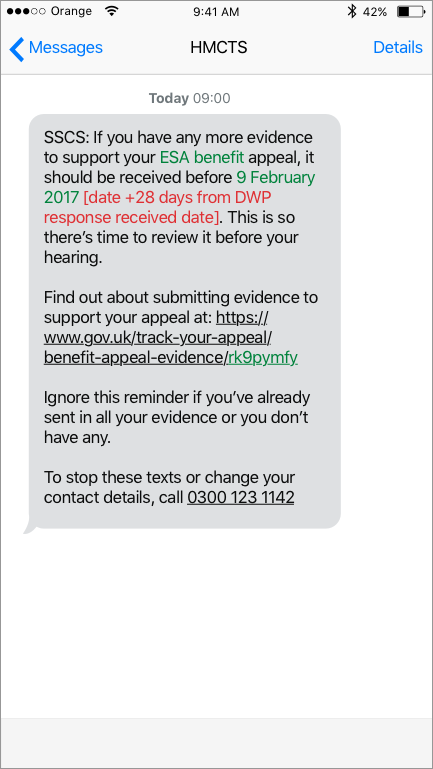 Orange 9:41 AM 42%
Messages HMCTS Details
Today 09:00
SSCS: If you have any more evidence
to support your ESA benefit appeal, it
should be received before 9 February
2017 [date +28 days from DWP
response received date]. This is so
there’s time to review it before your
hearing.
Find out about submitting evidence to
support your appeal at: https://
www.gov.uk/track-your-appeal/
benefit-appeal-evidence/rk9pymfy
Ignore this reminder if you’ve already
sent in all your evidence or you don’t
have any.
To stop these texts or change your
contact details, call 0300 123 1142